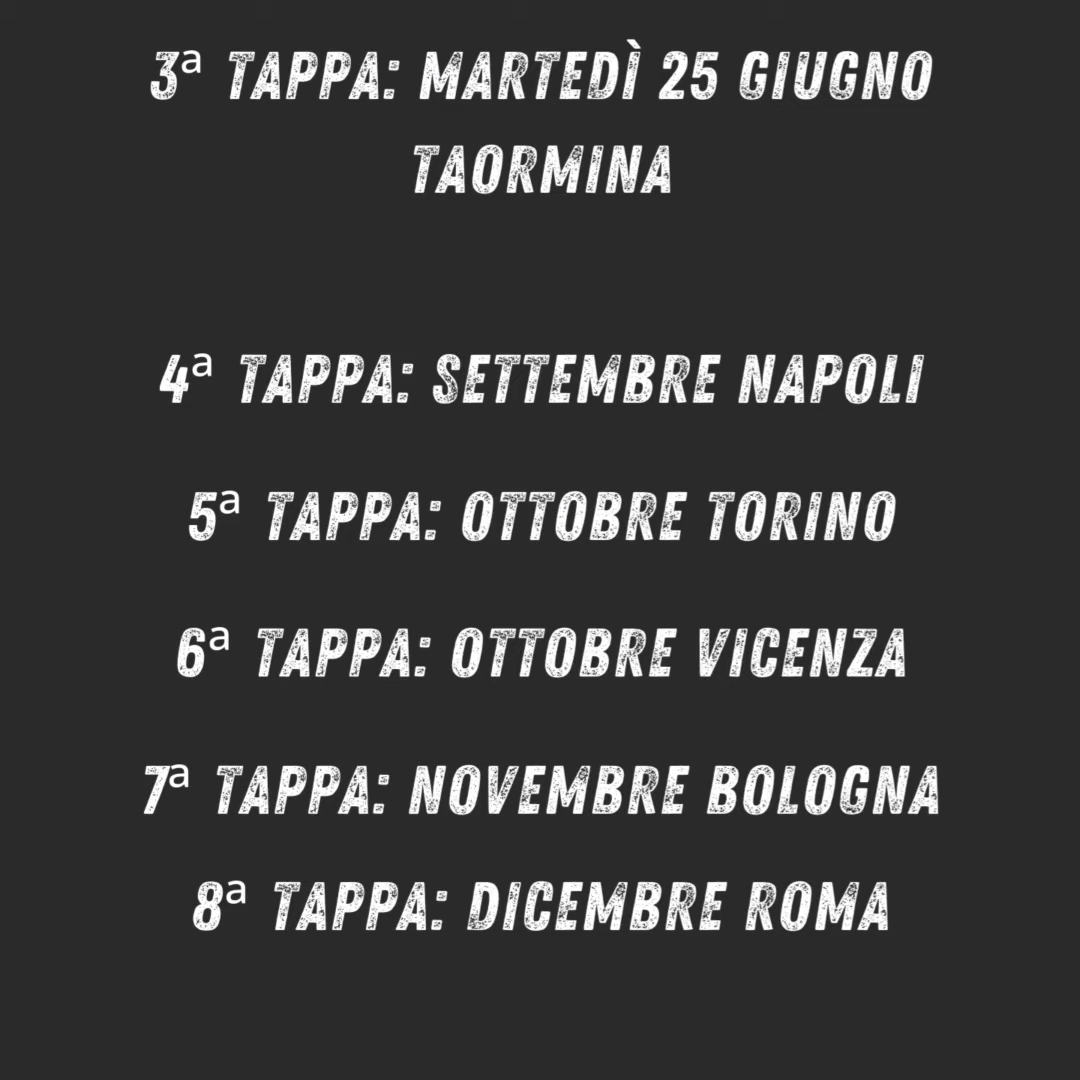 3ª TAPPA: MARTEDÌ 25 GIUGNO
TAORMINA
4ª TAPPA: SETTEMBRE NAPOLI
5ª TAPPA: OTTOBRE TORINO
6ª TAPPA: OTTOBRE VICENZA
7ª TAPPA: NOVEMBRE BOLOGNA
8ª TAPPA: DICEMBRE ROMA